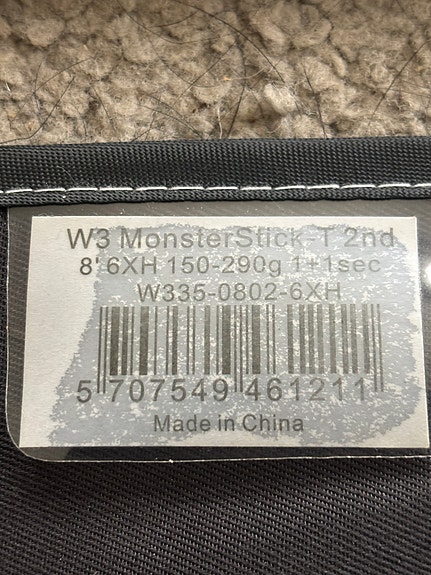 W3 MonsterStick-T 2nd
8' 6XH 150-290g 1+1sec
W335-0802-6XH
5 707549 461211
Made in China